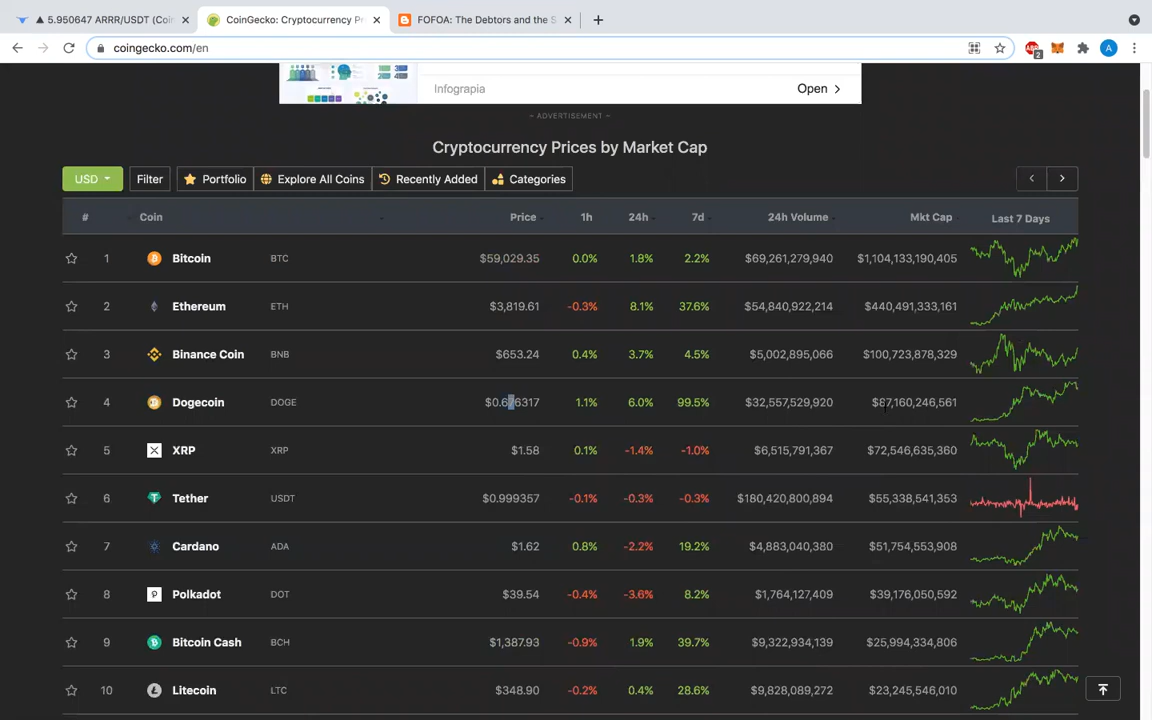 ▲ 5.950647 ARRR/USDT (Coin
CoinGecko: Cryptocurrency Pr
FOFOA: The Debtors and the S
coingecko.com/en
2
A
Infograpia
Open
~ ADVERTISEMENT ~
Cryptocurrency Prices by Market Cap
USD Filter Portfolio Explore All Coins Recently Added Categories
# Coin Price 1h 24h 7d 24h Volume Mkt Cap Last 7 Days
1 Bitcoin BTC $59,029.35 0.0% 1.8% 2.2% $69,261,279,940 $1,104,133,190,405
2 Ethereum ETH $3,819.61 -0.3% 8.1% 37.6% $54,840,922,214 $440,491,333,161
3 Binance Coin BNB $653.24 0.4% 3.7% 4.5% $5,002,895,066 $100,723,878,329
4 Dogecoin DOGE $0.676317 1.1% 6.0% 99.5% $32,557,529,920 $87,160,246,561
5 XRP XRP $1.58 0.1% -1.4% -1.0% $6,515,791,367 $72,546,635,360
6 Tether USDT $0.999357 -0.1% -0.3% -0.3% $180,420,800,894 $55,338,541,353
7 Cardano ADA $1.62 0.8% -2.2% 19.2% $4,883,040,380 $51,754,553,908
8 Polkadot DOT $39.54 -0.4% -3.6% 8.2% $1,764,127,409 $39,176,050,592
9 Bitcoin Cash BCH $1,387.93 -0.9% 1.9% 39.7% $9,322,934,139 $25,994,334,806
10 Litecoin LTC $348.90 -0.2% 0.4% 28.6% $9,828,089,272 $23,245,546,010